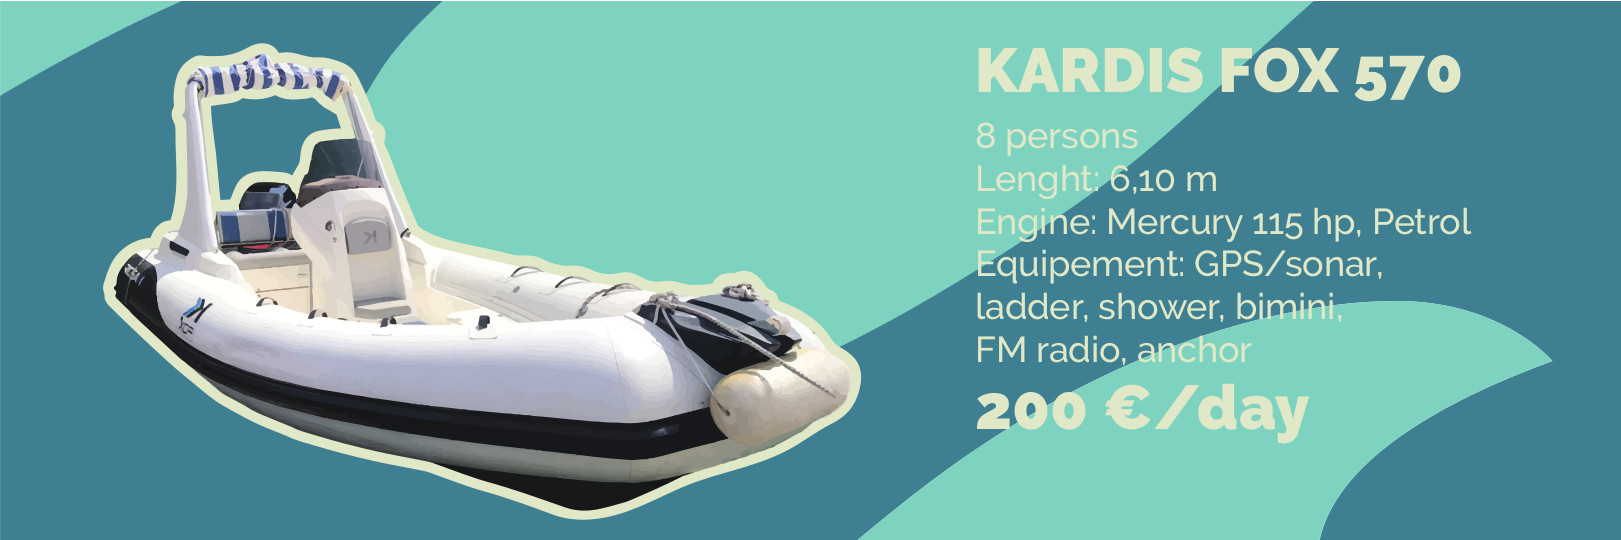 KARDIS FOX 570
8 persons
Lenght: 6,10 m
Engine: Mercury 115 hp, Petrol
Equipement: GPS/sonar,
ladder, shower, bimini,
FM radio, anchor
200 €/day